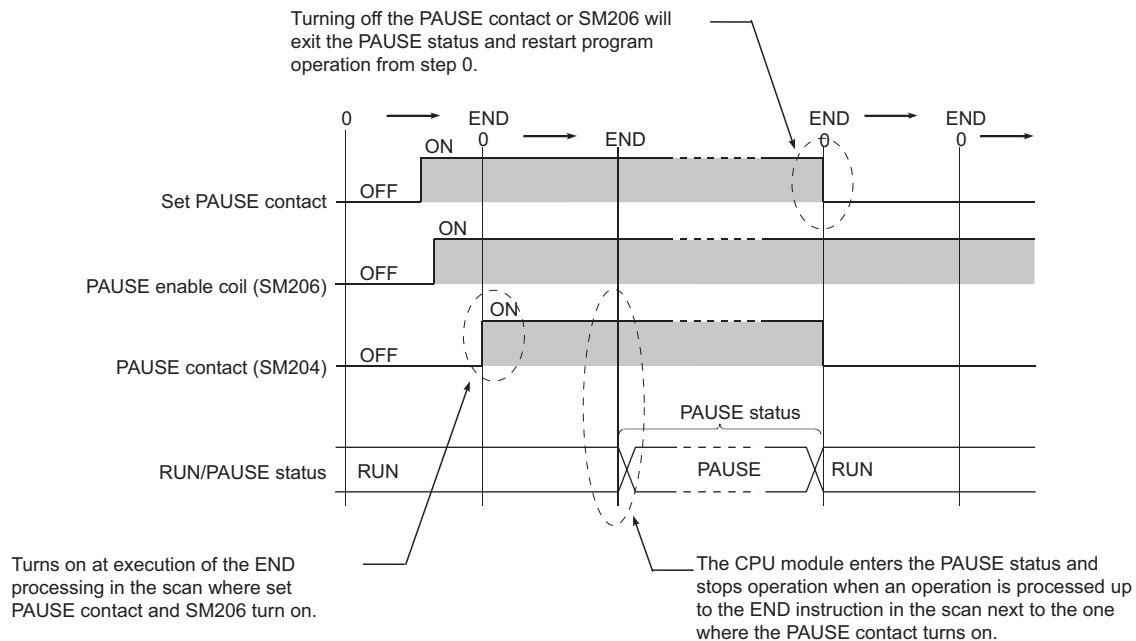 Turning off the PAUSE contact or SM206 will
exit the PAUSE status and restart program
operation from step 0.
0 END END END
0 END 0 0
ON
Set PAUSE contact OFF
ON
PAUSE enable coil (SM206) OFF
ON
PAUSE contact (SM204) OFF
PAUSE status
RUN/PAUSE status RUN PAUSE RUN
Turns on at execution of the END
processing in the scan where set
PAUSE contact and SM206 turn on.
The CPU module enters the PAUSE status and
stops operation when an operation is processed up
to the END instruction in the scan next to the one
where the PAUSE contact turns on.